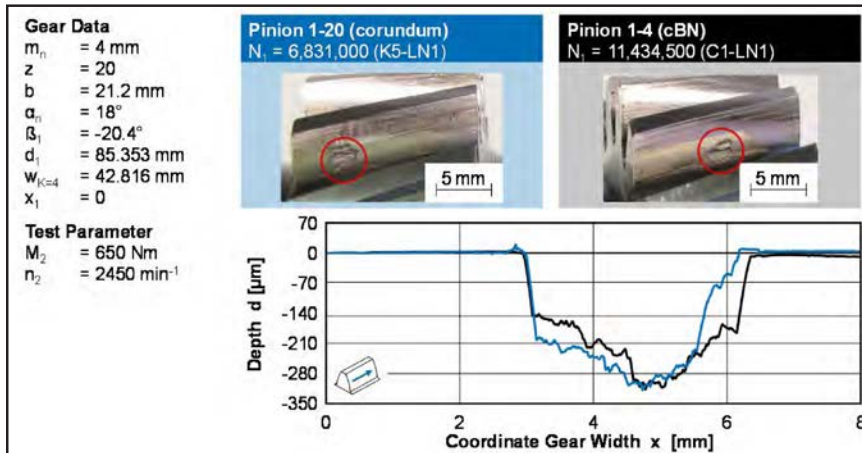 Gear Data
mn = 4 mm
z = 20
b = 21.2 mm
αn = 18°
ß1 = -20.4°
d1 = 85.353 mm
wK=4 = 42.816 mm
x1 = 0
Test Parameter
M2 = 650 Nm
n2 = 2450 min-1
Pinion 1-20 (corundum)
N1 = 6,831,000 (K5-LN1)
5 mm
Pinion 1-4 (cBN)
N1 = 11,434,500 (C1-LN1)
5 mm
Depth d [µm]
70
0
-70
-140
-210
-280
-350
0 2 4 6 8
Coordinate Gear Width x [mm]